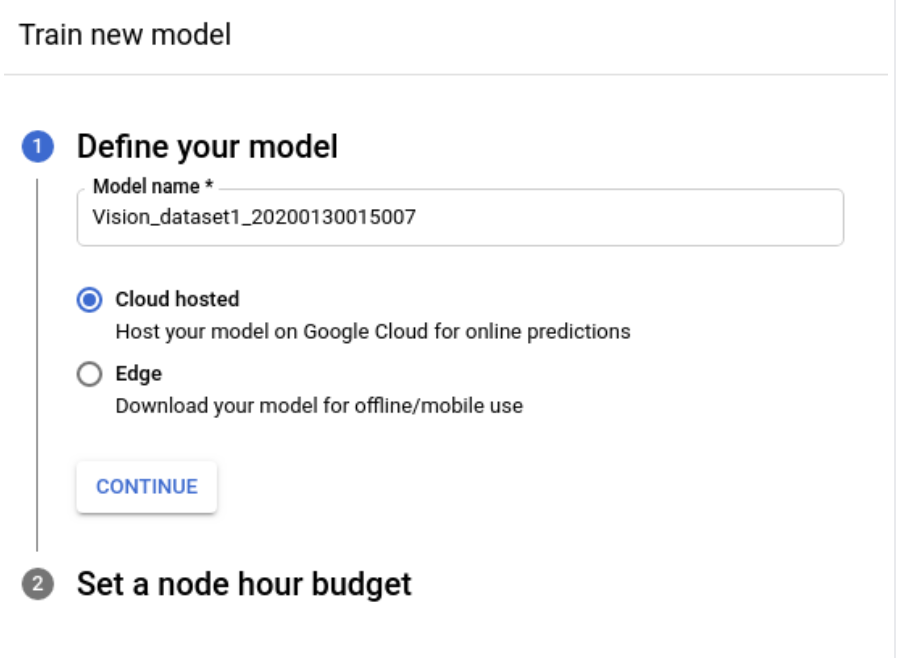 Train new model
1 Define your model
Model name *
Vision_dataset1_20200130015007
Cloud hosted
Host your model on Google Cloud for online predictions
Edge
Download your model for offline/mobile use
CONTINUE
2 Set a node hour budget